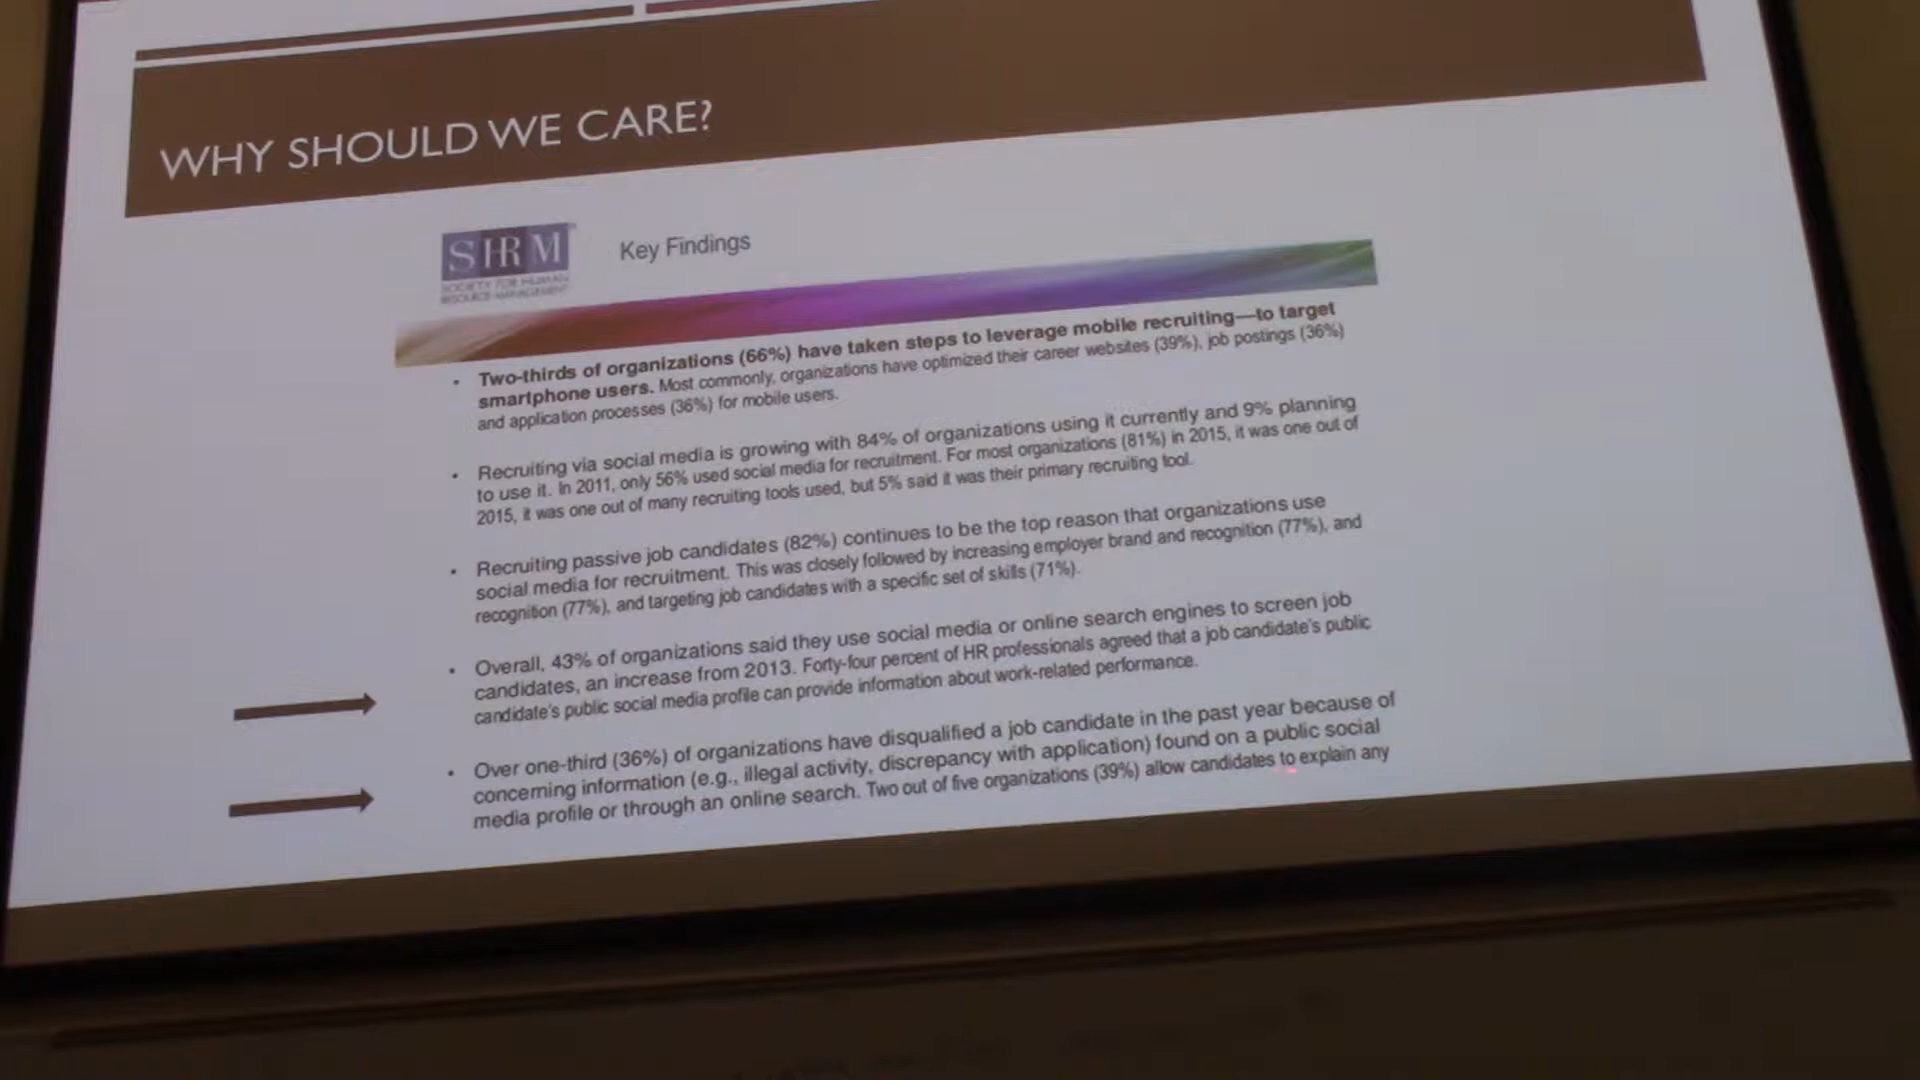 WHY SHOULD WE CARE?
SHRM
SOCIETY FOR HUMAN
RESOURCE MANAGEMENT
Key Findings
• Two-thirds of organizations (66%) have taken steps to leverage mobile recruiting—to target
smartphone users. Most commonly, organizations have optimized their career websites (39%), job postings (36%)
and application processes (36%) for mobile users.
• Recruiting via social media is growing with 84% of organizations using it currently and 9% planning
to use it. In 2011, only 56% used social media for recruitment. For most organizations (81%) in 2015, it was one out of
2015, it was one out of many recruiting tools used, but 5% said it was their primary recruiting tool.
• Recruiting passive job candidates (82%) continues to be the top reason that organizations use
social media for recruitment. This was closely followed by increasing employer brand and recognition (77%), and
recognition (77%), and targeting job candidates with a specific set of skills (71%).
• Overall, 43% of organizations said they use social media or online search engines to screen job
candidates, an increase from 2013. Forty-four percent of HR professionals agreed that a job candidate's public
candidate's public social media profile can provide information about work-related performance.
• Over one-third (36%) of organizations have disqualified a job candidate in the past year because of
concerning information (e.g., illegal activity, discrepancy with application) found on a public social
media profile or through an online search. Two out of five organizations (39%) allow candidates to explain any